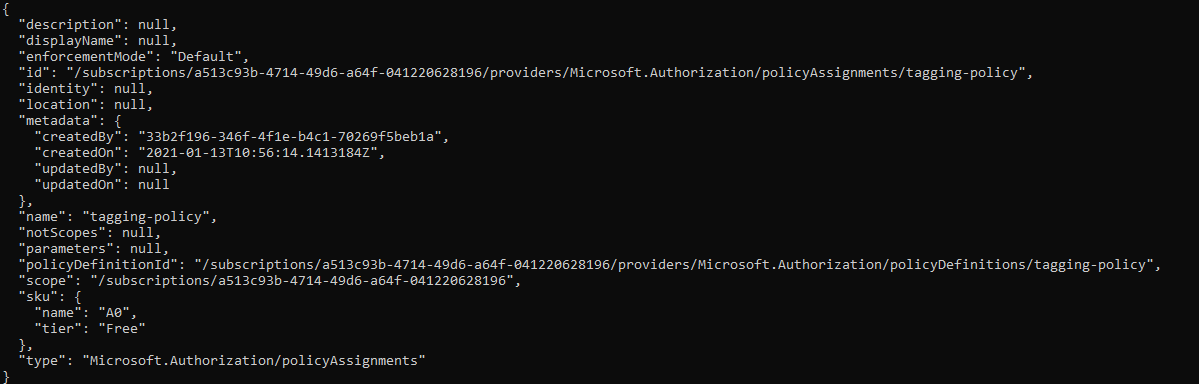 {
  "description": null,
  "displayName": null,
  "enforcementMode": "Default",
  "id": "/subscriptions/a513c93b-4714-49d6-a64f-041220628196/providers/Microsoft.Authorization/policyAssignments/tagging-policy",
  "identity": null,
  "location": null,
  "metadata": {
    "createdBy": "33b2f196-346f-4f1e-b4c1-70269f5beb1a",
    "createdOn": "2021-01-13T10:56:14.1413184Z",
    "updatedBy": null,
    "updatedOn": null
  },
  "name": "tagging-policy",
  "notScopes": null,
  "parameters": null,
  "policyDefinitionId": "/subscriptions/a513c93b-4714-49d6-a64f-041220628196/providers/Microsoft.Authorization/policyDefinitions/tagging-policy",
  "scope": "/subscriptions/a513c93b-4714-49d6-a64f-041220628196",
  "sku": {
    "name": "A0",
    "tier": "Free"
  },
  "type": "Microsoft.Authorization/policyAssignments"
}